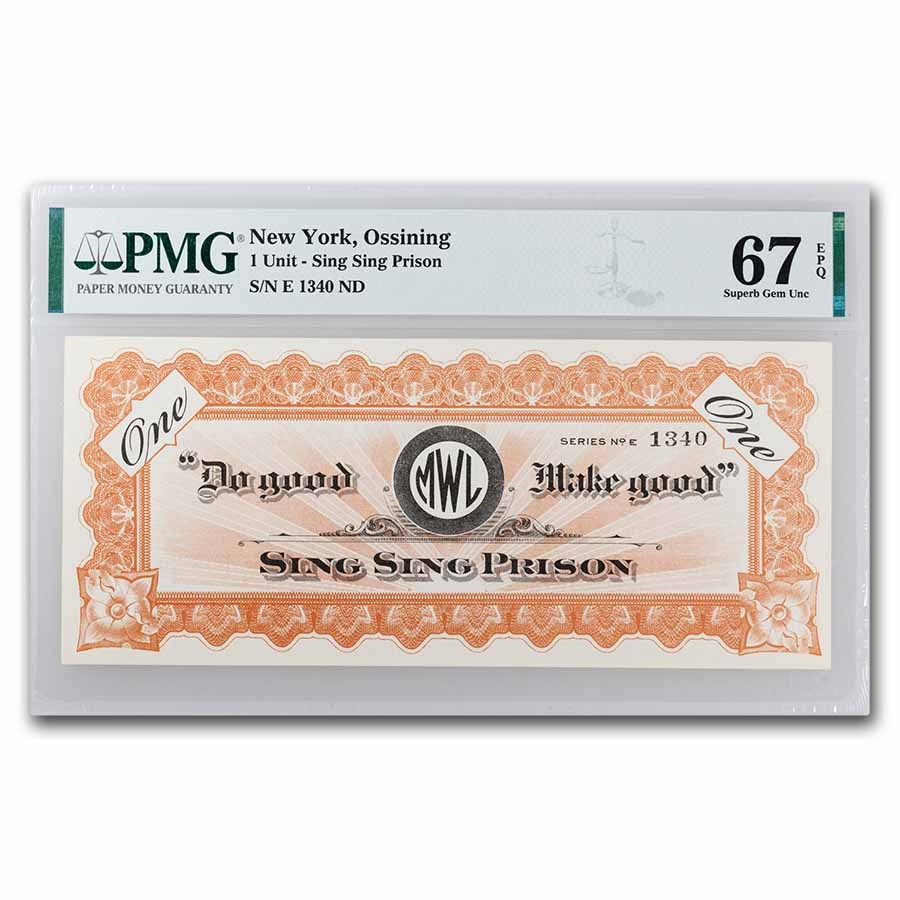 PMG®
PAPER MONEY GUARANTY
New York, Ossining
1 Unit - Sing Sing Prison
S/N E 1340 ND
67 EPQ
Superb Gem Unc
One
One
SERIES No E 1340
"Do good MWL Make good"
SING SING PRISON